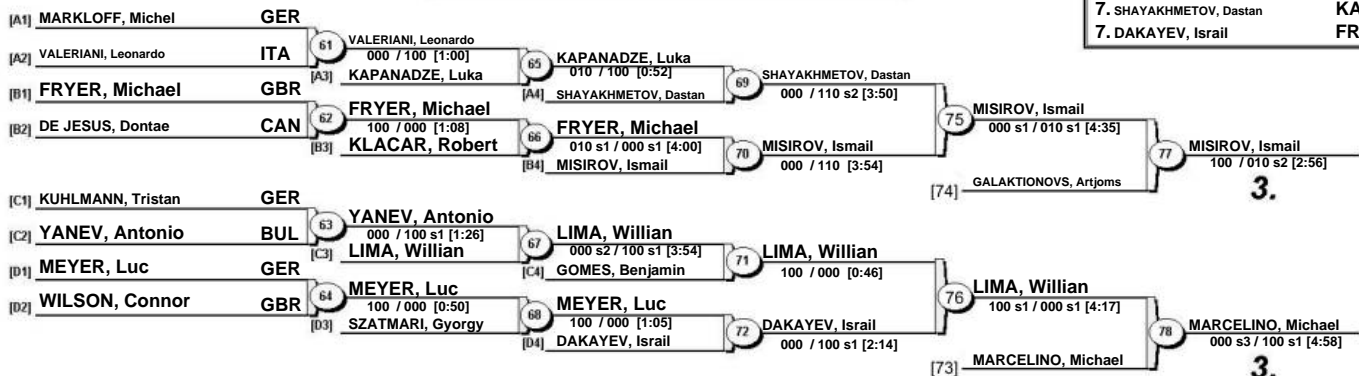 7. SHAYAKHMETOV, Dastan KA
7. DAKAYEV, Israil FR
[A1] MARKLOFF, Michel GER
61 VALERIANI, Leonardo
000 / 100 [1:00]
[A2] VALERIANI, Leonardo ITA
[A3] KAPANADZE, Luka
65 KAPANADZE, Luka
010 / 100 [0:52]
[A4] SHAYAKHMETOV, Dastan
69 SHAYAKHMETOV, Dastan
000 / 110 s2 [3:50]
[B1] FRYER, Michael GBR
62 FRYER, Michael
100 / 000 [1:08]
[B2] DE JESUS, Dontae CAN
[B3] KLACAR, Robert
66 FRYER, Michael
010 s1 / 000 s1 [4:00]
[B4] MISIROV, Ismail
70 MISIROV, Ismail
000 / 110 [3:54]
75 MISIROV, Ismail
000 s1 / 010 s1 [4:35]
[74] GALAKTIONOVS, Artjoms
77 MISIROV, Ismail
100 / 010 s2 [2:56]
3.
[C1] KUHLMANN, Tristan GER
63 YANEV, Antonio
000 / 100 s1 [1:26]
[C2] YANEV, Antonio BUL
[C3] LIMA, Willian
67 LIMA, Willian
000 s2 / 100 s1 [3:54]
[C4] GOMES, Benjamin
71 LIMA, Willian
100 / 000 [0:46]
[D1] MEYER, Luc GER
64 MEYER, Luc
100 / 000 [0:50]
[D2] WILSON, Connor GBR
[D3] SZATMARI, Gyorgy
68 MEYER, Luc
100 / 000 [1:05]
[D4] DAKAYEV, Israil
72 DAKAYEV, Israil
000 / 100 s1 [2:14]
76 LIMA, Willian
100 s1 / 000 s1 [4:17]
[73] MARCELINO, Michael
78 MARCELINO, Michael
000 s3 / 100 s1 [4:58]
3.